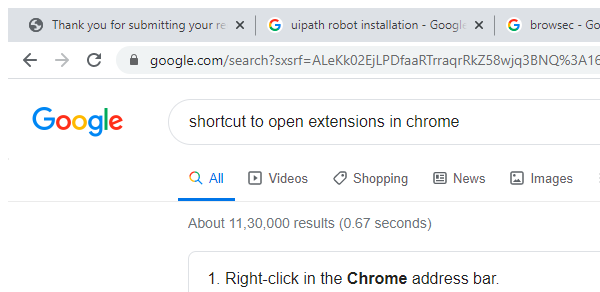 Thank you for submitting your re
uipath robot installation - Google
browsec - Go
google.com/search?sxsrf=ALeKk02EjLPDfaaRTrraqrRkZ58wjq3BNQ%3A16
Google
shortcut to open extensions in chrome
All
Videos
Shopping
News
Images
About 11,30,000 results (0.67 seconds)
1. Right-click in the Chrome address bar.